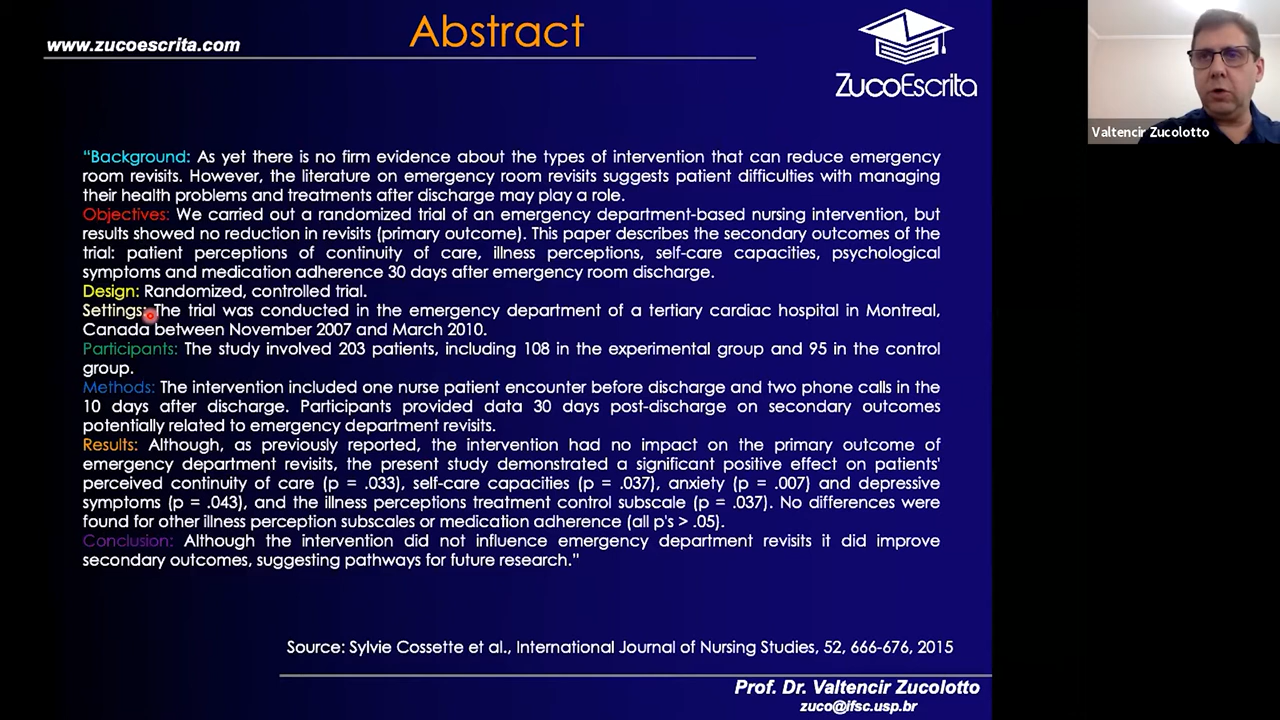 www.zucoescrita.com
Abstract
ZucoEscrita
Valtencir Zucolotto
“Background: As yet there is no firm evidence about the types of intervention that can reduce emergency
room revisits. However, the literature on emergency room revisits suggests patient difficulties with managing
their health problems and treatments after discharge may play a role.
Objectives: We carried out a randomized trial of an emergency department-based nursing intervention, but
results showed no reduction in revisits (primary outcome). This paper describes the secondary outcomes of the
trial: patient perceptions of continuity of care, illness perceptions, self-care capacities, psychological
symptoms and medication adherence 30 days after emergency room discharge.
Design: Randomized, controlled trial.
Settings: The trial was conducted in the emergency department of a tertiary cardiac hospital in Montreal,
Canada between November 2007 and March 2010.
Participants: The study involved 203 patients, including 108 in the experimental group and 95 in the control
group.
Methods: The intervention included one nurse patient encounter before discharge and two phone calls in the
10 days after discharge. Participants provided data 30 days post-discharge on secondary outcomes
potentially related to emergency department revisits.
Results: Although, as previously reported, the intervention had no impact on the primary outcome of
emergency department revisits, the present study demonstrated a significant positive effect on patients'
perceived continuity of care (p = .033), self-care capacities (p = .037), anxiety (p = .007) and depressive
symptoms (p = .043), and the illness perceptions treatment control subscale (p = .037). No differences were
found for other illness perception subscales or medication adherence (all p's > .05).
Conclusion: Although the intervention did not influence emergency department revisits it did improve
secondary outcomes, suggesting pathways for future research.”
Source: Sylvie Cossette et al., International Journal of Nursing Studies, 52, 666-676, 2015
Prof. Dr. Valtencir Zucolotto
zuco@ifsc.usp.br